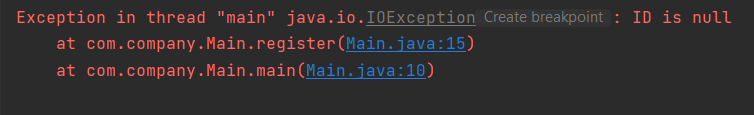 Exception in thread "main" java.io.IOException Create breakpoint : ID is null
at com.company.Main.register(Main.java:15)
at com.company.Main.main(Main.java:10)